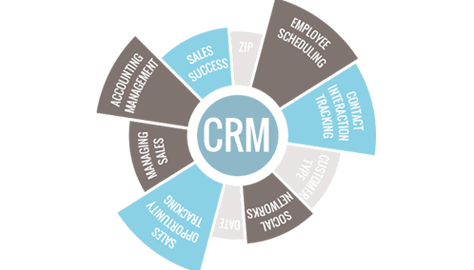 CRM
ZIP
EMPLOYEE
SCHEDULING
CONTACT
INTERACTION
TRACKING
CUSTOMER
TYPE
SOCIAL
NETWORKS
DATE
SALES
OPPORTUNITY
TRACKING
MANAGING
SALES
ACCOUNTING
MANAGEMENT
SALES
SUCCESS